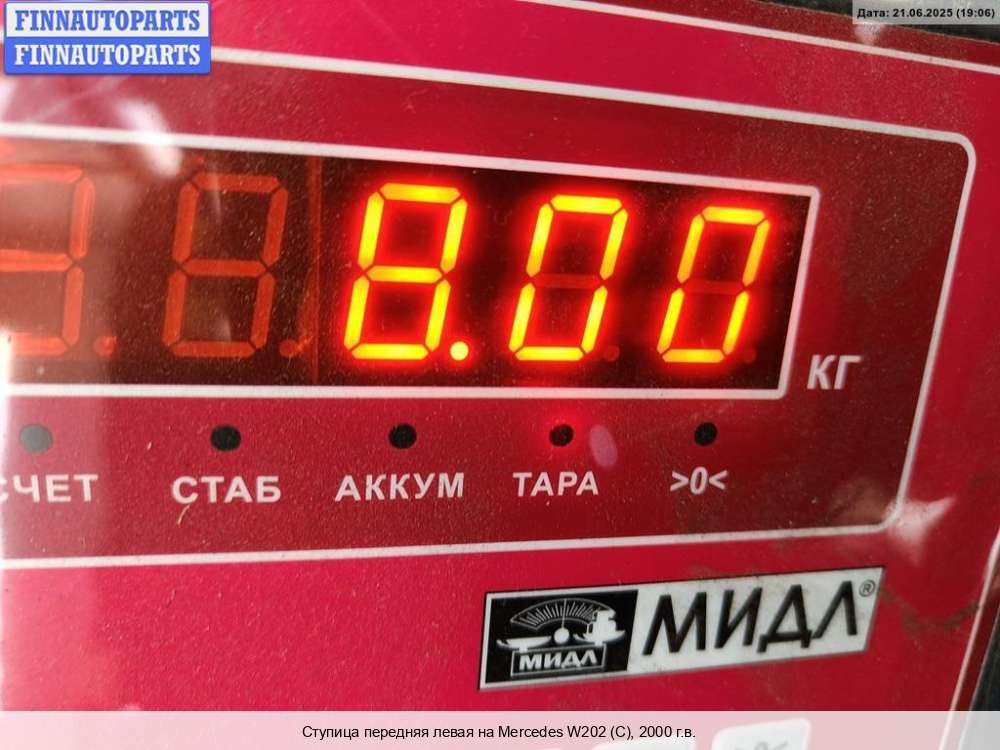 FINNAUTOPARTS
FINNAUTOPARTS
Дата: 21.06.2025 (19:06)
8.00
КГ
СЧЕТ СТАБ АККУМ ТАРА >0<
МИДЛ
МИДЛ®
Ступица передняя левая на Mercedes W202 (C), 2000 г.в.